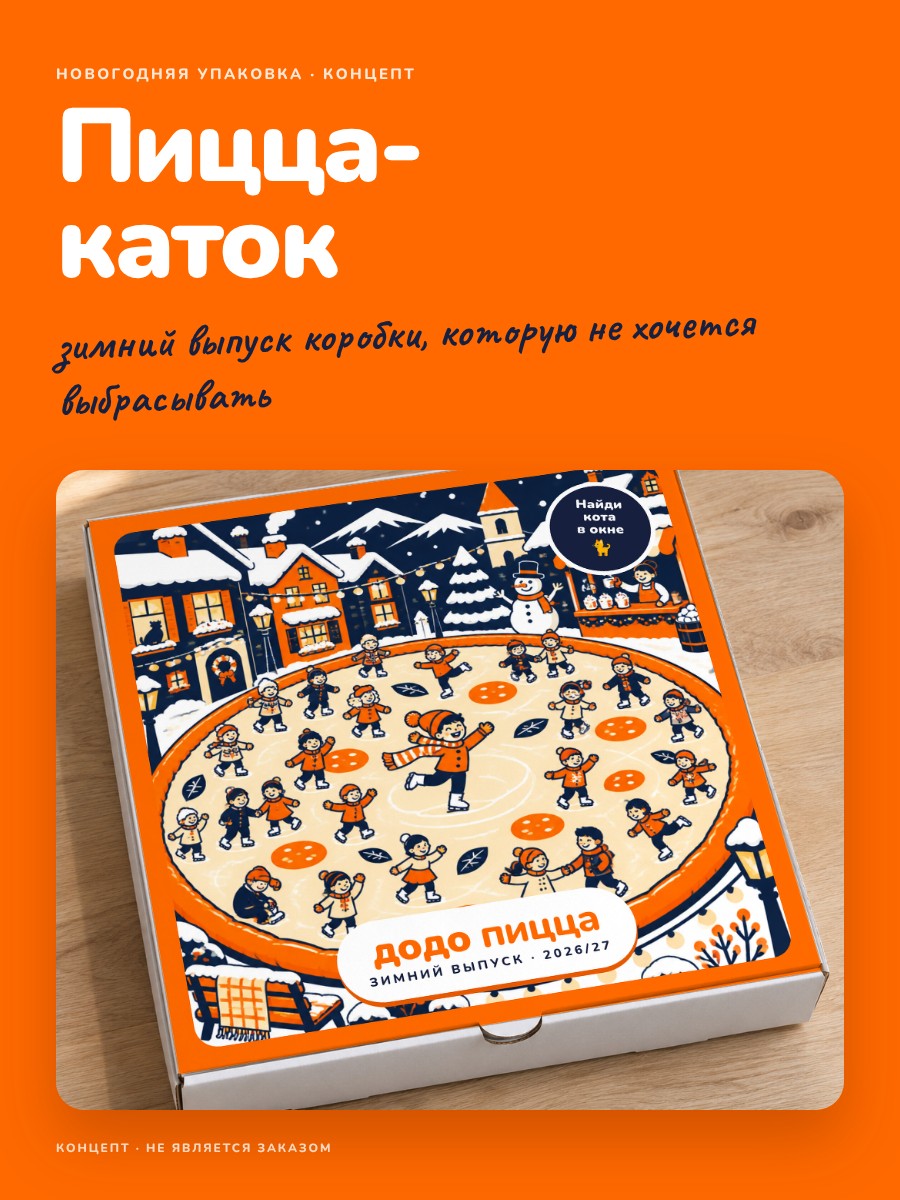 НОВОГОДНЯЯ УПАКОВКА · КОНЦЕПТ
Пицца-
каток
зимний выпуск коробки, которую не хочется
выбрасывать
Найди
кота
в окне
додо пицца
ЗИМНИЙ ВЫПУСК · 2026/27
КОНЦЕПТ · НЕ ЯВЛЯЕТСЯ ЗАКАЗОМ